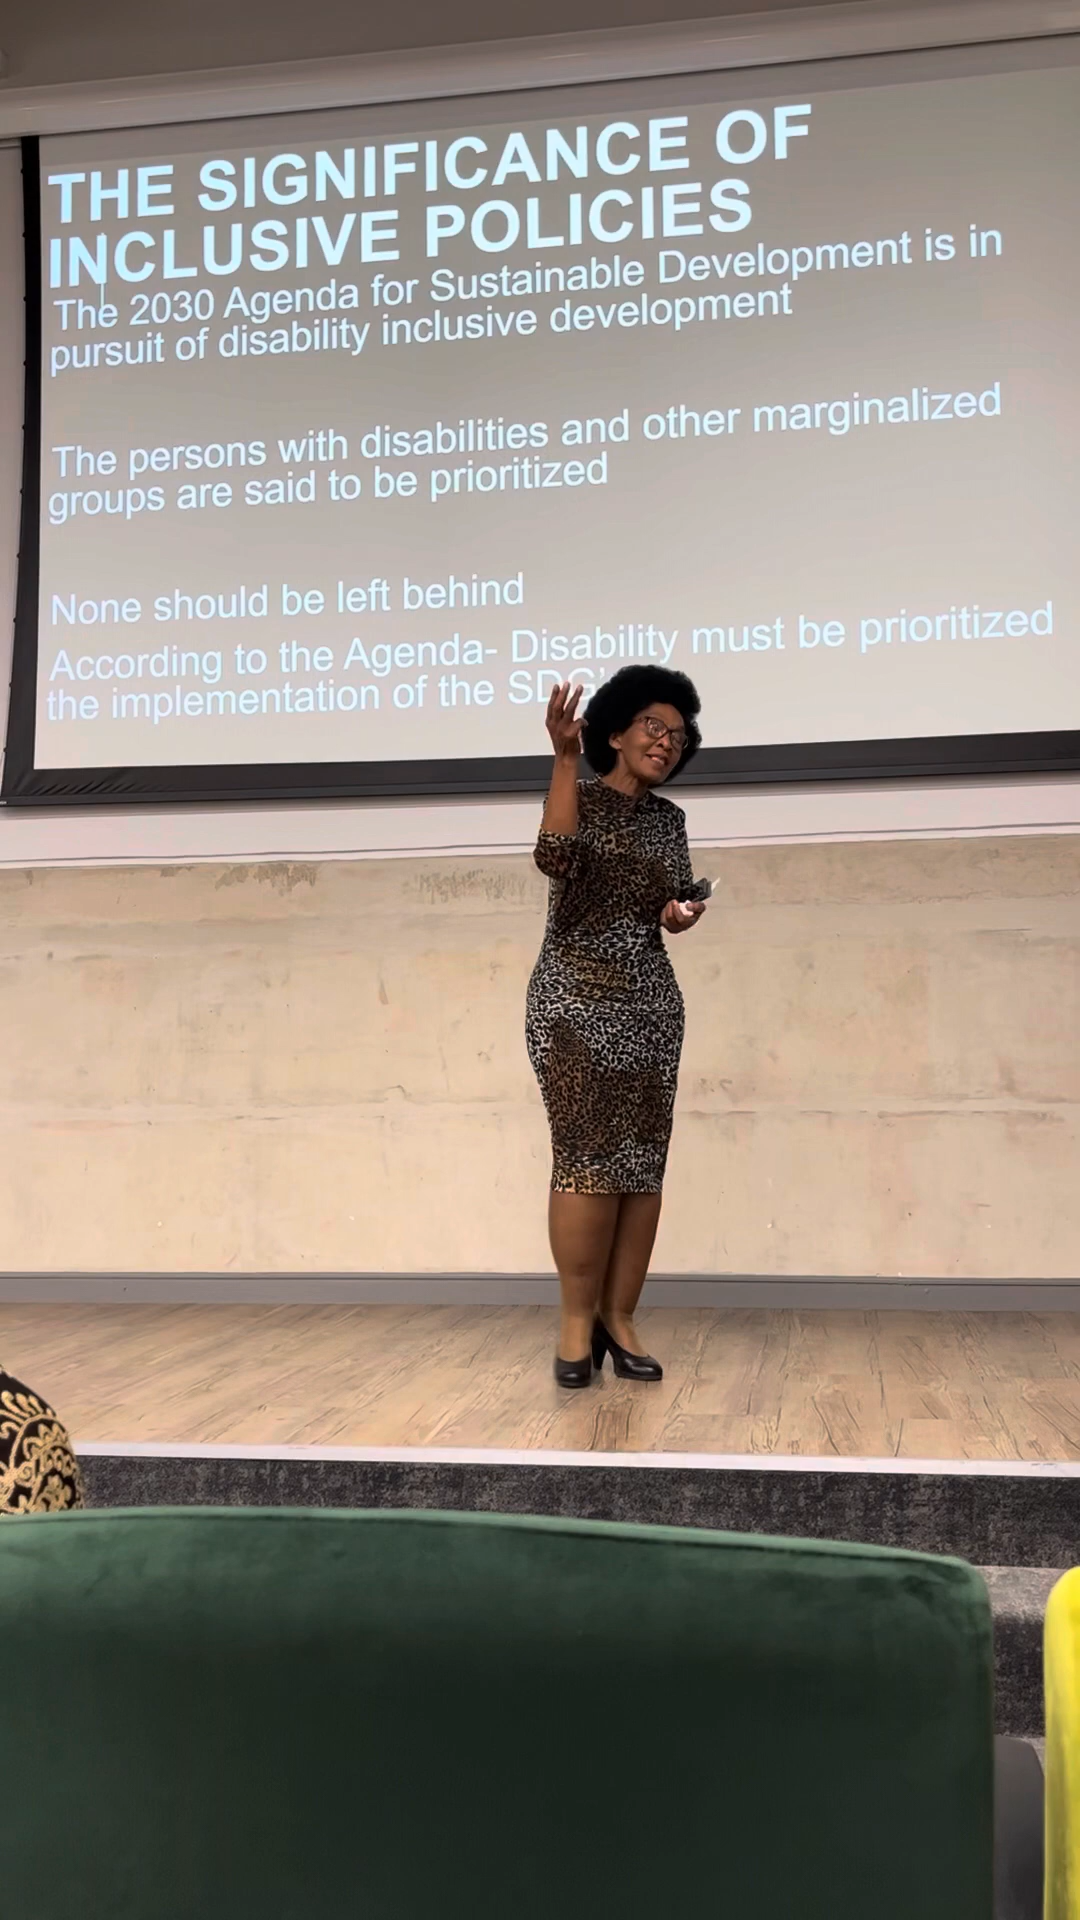 THE SIGNIFICANCE OF
INCLUSIVE POLICIES
The 2030 Agenda for Sustainable Development is in
pursuit of disability inclusive development
The persons with disabilities and other marginalized
groups are said to be prioritized
None should be left behind
According to the Agenda- Disability must be prioritized
the implementation of the SDG'